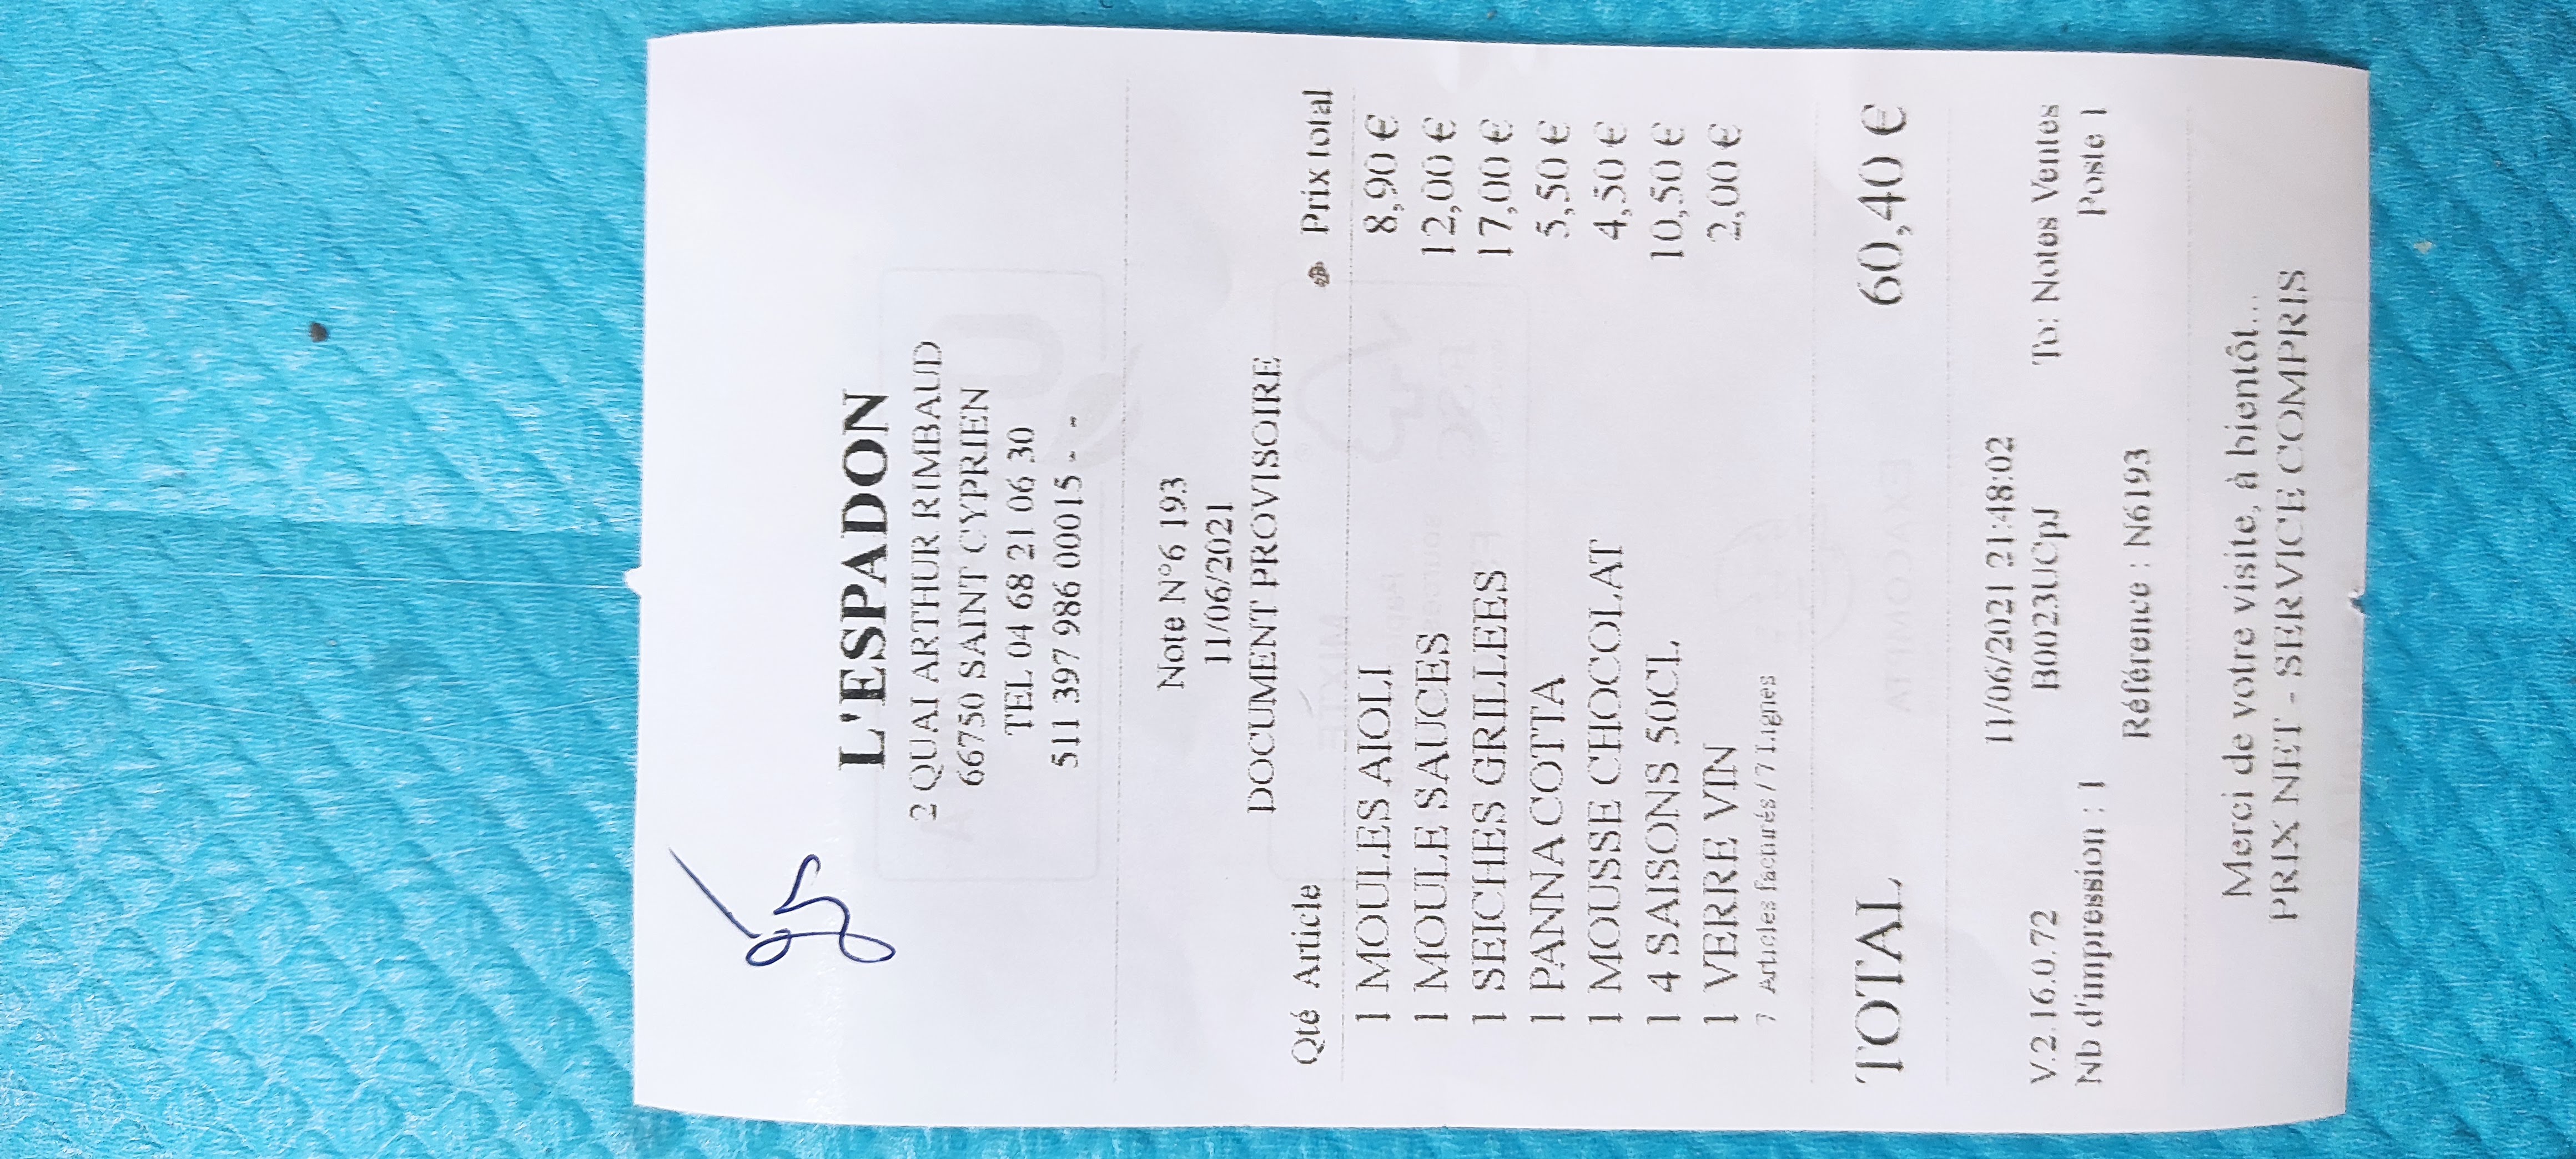 L'ESPADON
2 QUAI ARTHUR RIMBAUD
66750 SAINT CYPRIEN
TEL 04 68 21 06 30
511 397 986 00015 - -
Note N°6 193
11/06/2021
DOCUMENT PROVISOIRE
Qté Article Prix total
1 MOULES AIOLI 8,90 €
1 MOULE SAUCES 12,00 €
1 SEICHES GRILLEES 17,00 €
1 PANNA COTTA 5,50 €
1 MOUSSE CHOCOLAT 4,50 €
1 4 SAISONS 50CL 10,50 €
1 VERRE VIN 2,00 €
7 Articles facturés / 7 Lignes
TOTAL 60,40 €
11/06/2021 21:48:02
V.2.16.0.72 B0023UCpJ To: Notes Ventes
Nb d'impression : 1 Poste 1
Référence : N6193
Merci de votre visite, à bientôt...
PRIX NET - SERVICE COMPRIS